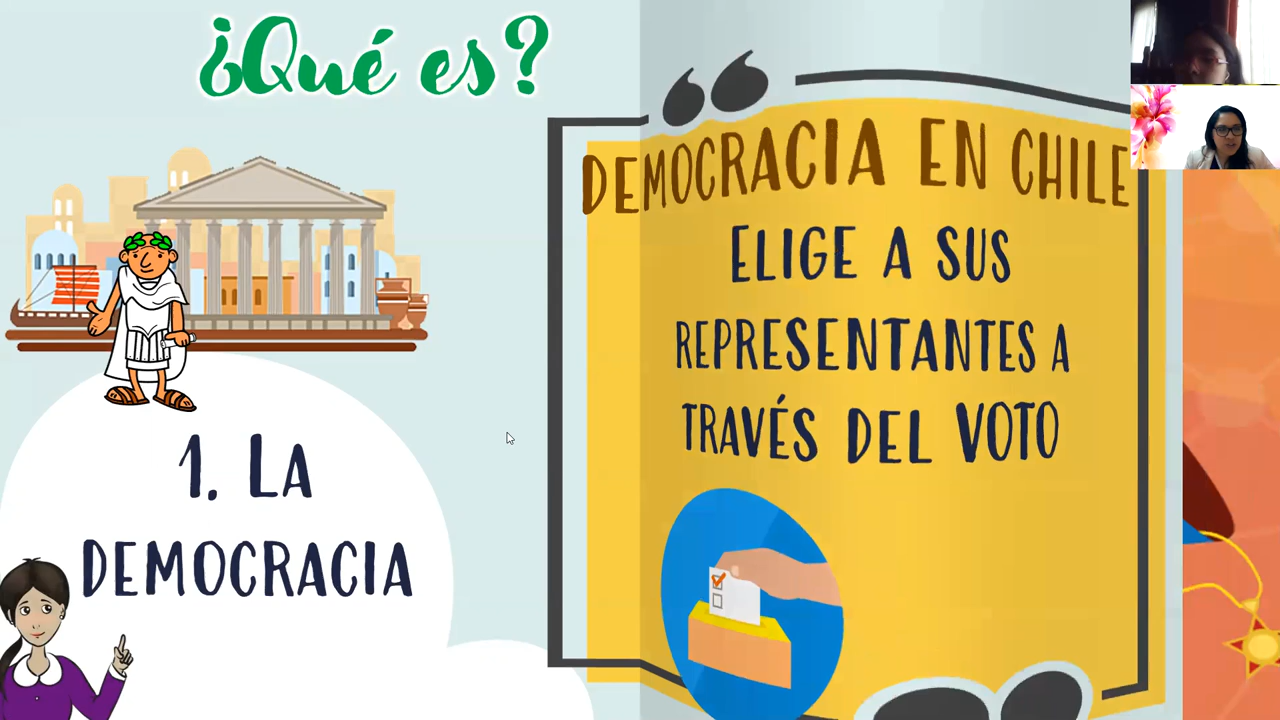 ¿Qué es?
1. LA
DEMOCRACIA
DEMOCRACIA EN CHILE
ELIGE A SUS
REPRESENTANTES A
TRAVÉS DEL VOTO